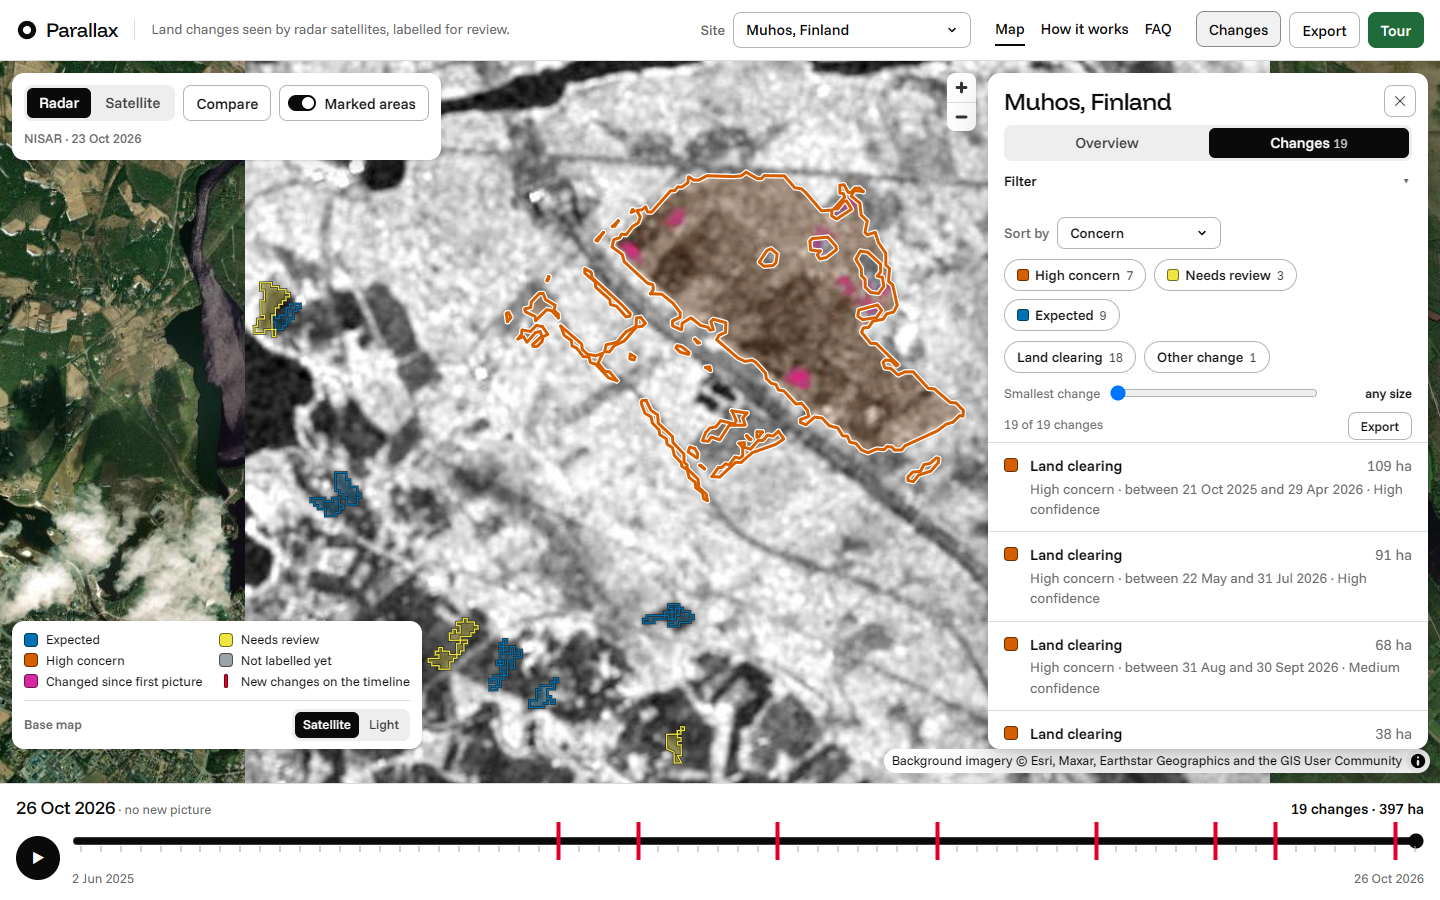 Parallax
Land changes seen by radar satellites, labelled for review.
Site
Muhos, Finland
Map
How it works
FAQ
Changes
Export
Tour
Radar
Satellite
Compare
Marked areas
NISAR · 23 Oct 2026
+
−
Muhos, Finland
Overview
Changes 19
Filter
Sort by
Concern
High concern 7
Needs review 3
Expected 9
Land clearing 18
Other change 1
Smallest change
any size
19 of 19 changes
Export
Land clearing
109 ha
High concern · between 21 Oct 2025 and 29 Apr 2026 · High
confidence
Land clearing
91 ha
High concern · between 22 May and 31 Jul 2026 · High
confidence
Land clearing
68 ha
High concern · between 31 Aug and 30 Sept 2026 · Medium
confidence
Land clearing
38 ha
Expected
Needs review
High concern
Not labelled yet
Changed since first picture
New changes on the timeline
Base map
Satellite
Light
Background imagery © Esri, Maxar, Earthstar Geographics and the GIS User Community
26 Oct 2026 · no new picture
19 changes · 397 ha
2 Jun 2025
26 Oct 2026